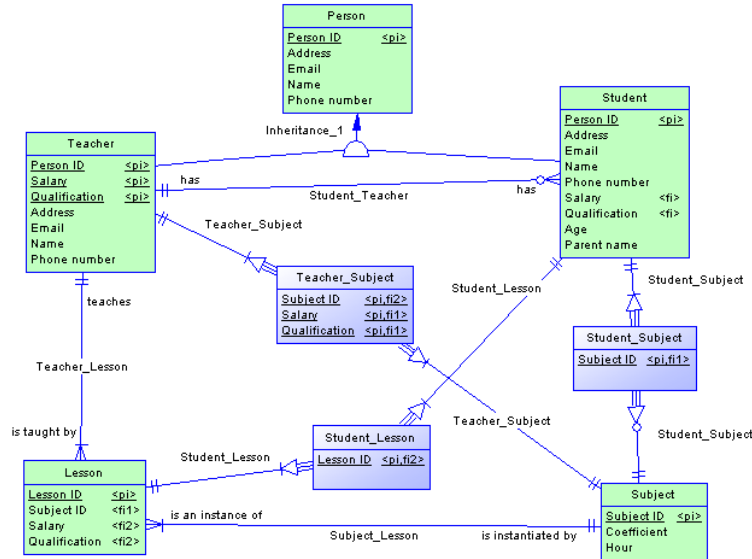 Person
Person ID <pi>
Address
Email
Name
Phone number
Student
Person ID <pi>
Address
Email
Name
Phone number
Salary <fi>
Qualification <fi>
Age
Parent name
Inheritance_1
Teacher
Person ID <pi>
Salary <pi>
Qualification <pi>
Address
Email
Name
Phone number
has
Student_Teacher
has
Teacher_Subject
Teacher_Subject
Subject ID <pi,fi2>
Salary <pi,fi1>
Qualification <pi,fi1>
Student_Lesson
Student_Subject
teaches
Student_Subject
Subject ID <pi,fi1>
Teacher_Lesson
Teacher_Subject
is taught by
Student_Lesson
Student_Lesson
Lesson ID <pi,fi2>
Student_Subject
Lesson
Lesson ID <pi>
Subject ID <fi1>
Salary <fi2>
Qualification <fi2>
is an instance of
Subject_Lesson
is instantiated by
Subject
Subject ID <pi>
Coefficient
Hour